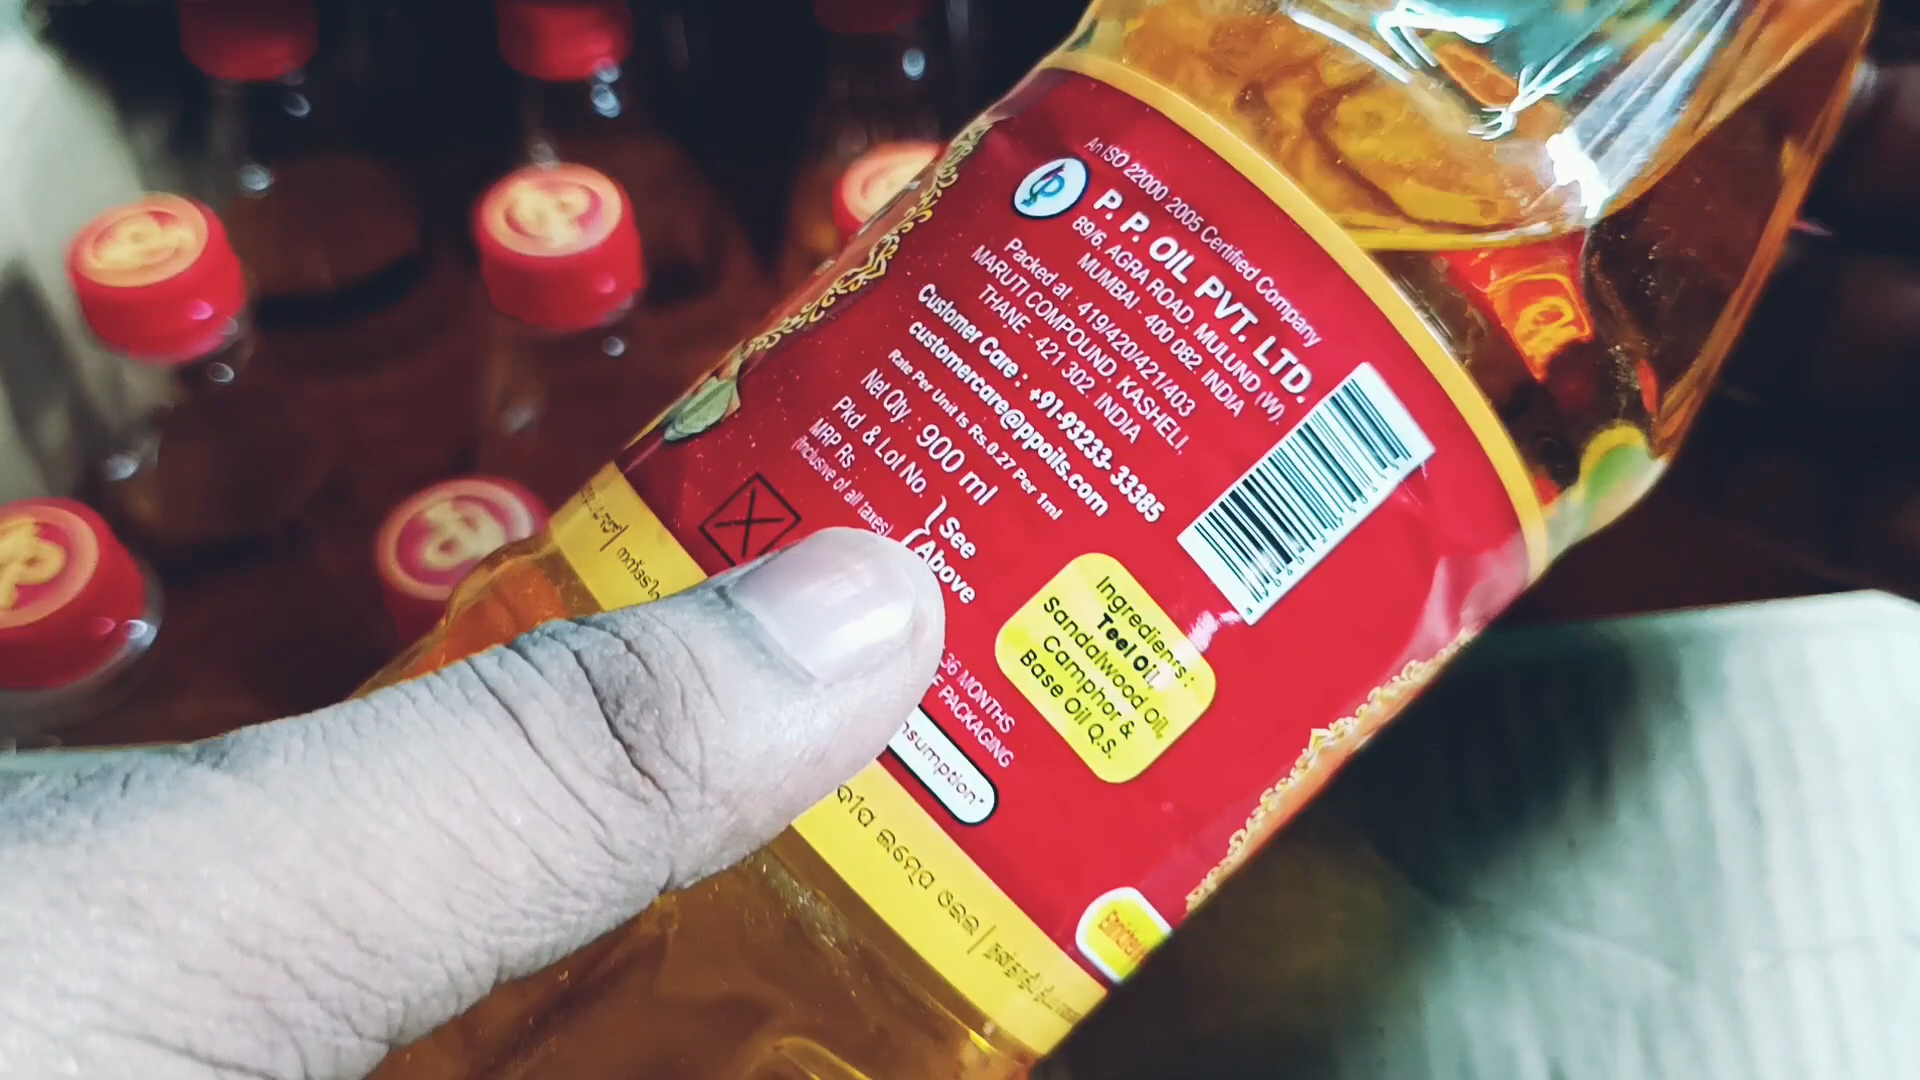 An ISO 22000:2005 Certified Company
P. P. OIL PVT. LTD.
89/6, AGRA ROAD, MULUND (W),
MUMBAI - 400 082. INDIA
Packed at : 419/420/421/403
MARUTI COMPOUND, KASHELI,
THANE - 421 302. INDIA
Customer Care : +91-93233- 33385
customercare@ppoils.com
Rate Per Unit Is Rs.0.27 Per 1ml
Net Qty: 900 ml
Pkd. & Lot No.
MRP Rs.
(Inclusive of all taxes)
See
Above
36 MONTHS
PACKAGING
Ingredients:
Teel Oil,
Sandalwood Oil,
Camphor &
Base Oil Q.S.